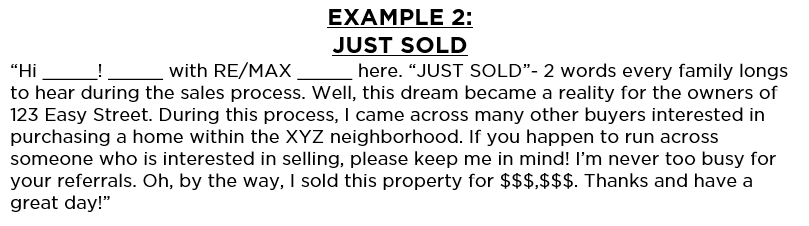 EXAMPLE 2:
JUST SOLD
“Hi _____! _____ with RE/MAX _____ here. “JUST SOLD”- 2 words every family longs
to hear during the sales process. Well, this dream became a reality for the owners of
123 Easy Street. During this process, I came across many other buyers interested in
purchasing a home within the XYZ neighborhood. If you happen to run across
someone who is interested in selling, please keep me in mind! I’m never too busy for
your referrals. Oh, by the way, I sold this property for $$$,$$$. Thanks and have a
great day!”